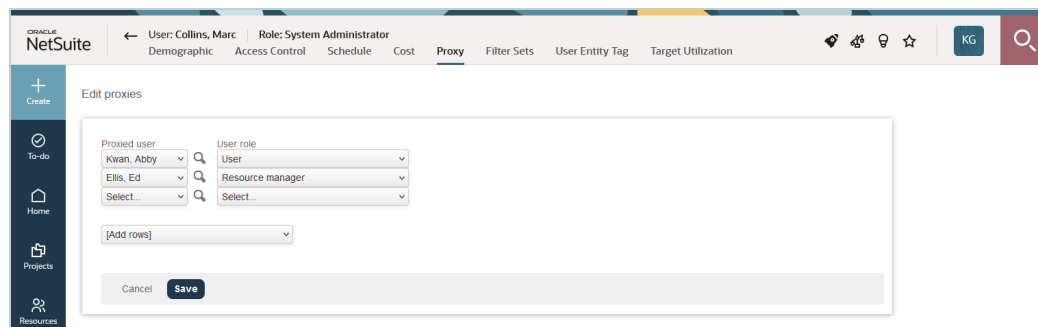 ORACLE
NetSuite
User: Collins, Marc Role: System Administrator
Demographic Access Control Schedule Cost Proxy Filter Sets User Entity Tag Target Utilization
KG
Create
To-do
Home
Projects
Resources
Edit proxies
Proxied user User role
Kwan, Abby User
Ellis, Ed Resource manager
Select... Select...
[Add rows]
Cancel Save